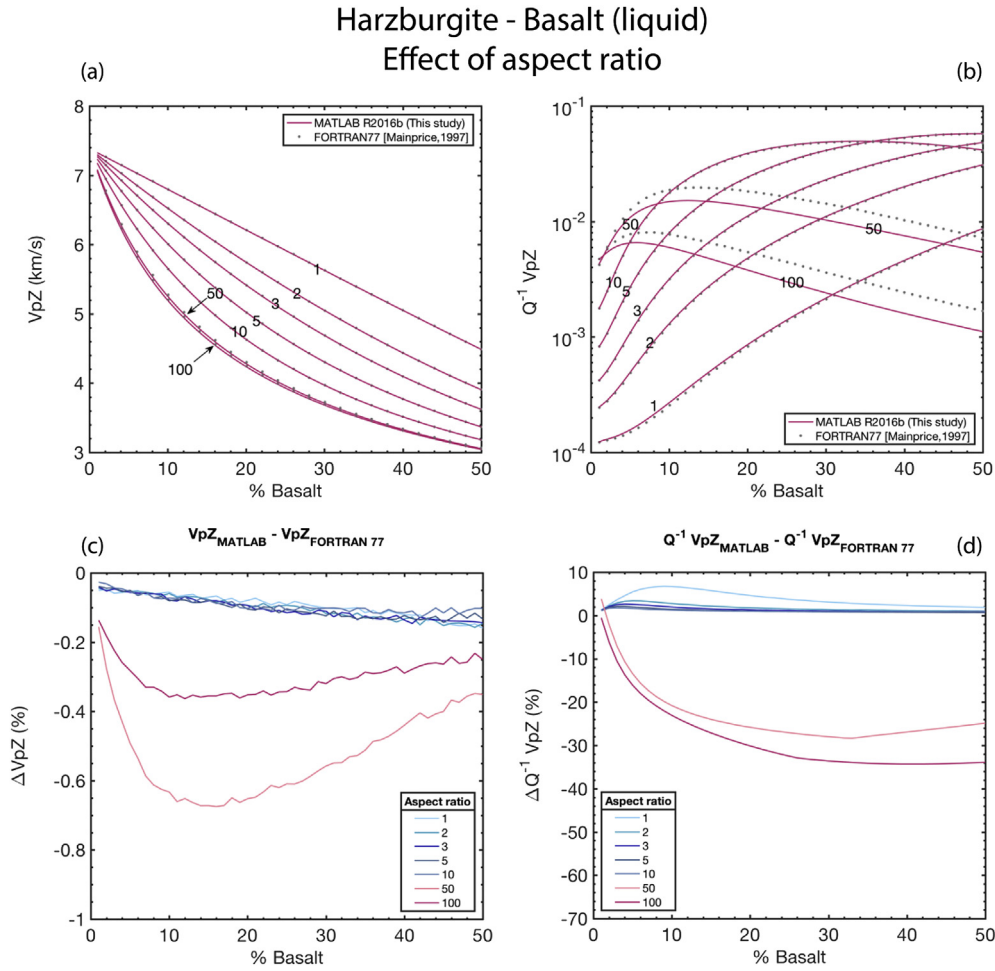 Harzburgite - Basalt (liquid)
Effect of aspect ratio
(a)
8
7
6
5
4
3
VpZ (km/s)
MATLAB R2016b (This study)
FORTRAN77 [Mainprice,1997]
1
2
3
50
5
10
100
0 10 20 30 40 50
% Basalt
(b)
10-1
10-2
10-3
10-4
Q-1 VpZ
50
50
100
10
5
3
2
1
MATLAB R2016b (This study)
FORTRAN77 [Mainprice,1997]
0 10 20 30 40 50
% Basalt
(c)
VpZMATLAB - VpZFORTRAN 77
0
-0.2
-0.4
-0.6
-0.8
-1
ΔVpZ (%)
Aspect ratio
1
2
3
5
10
50
100
0 10 20 30 40 50
% Basalt
Q-1 VpZMATLAB - Q-1 VpZFORTRAN 77
(d)
10
0
-10
-20
-30
-40
-50
-60
-70
ΔQ-1 VpZ (%)
Aspect ratio
1
2
3
5
10
50
100
0 10 20 30 40 50
% Basalt